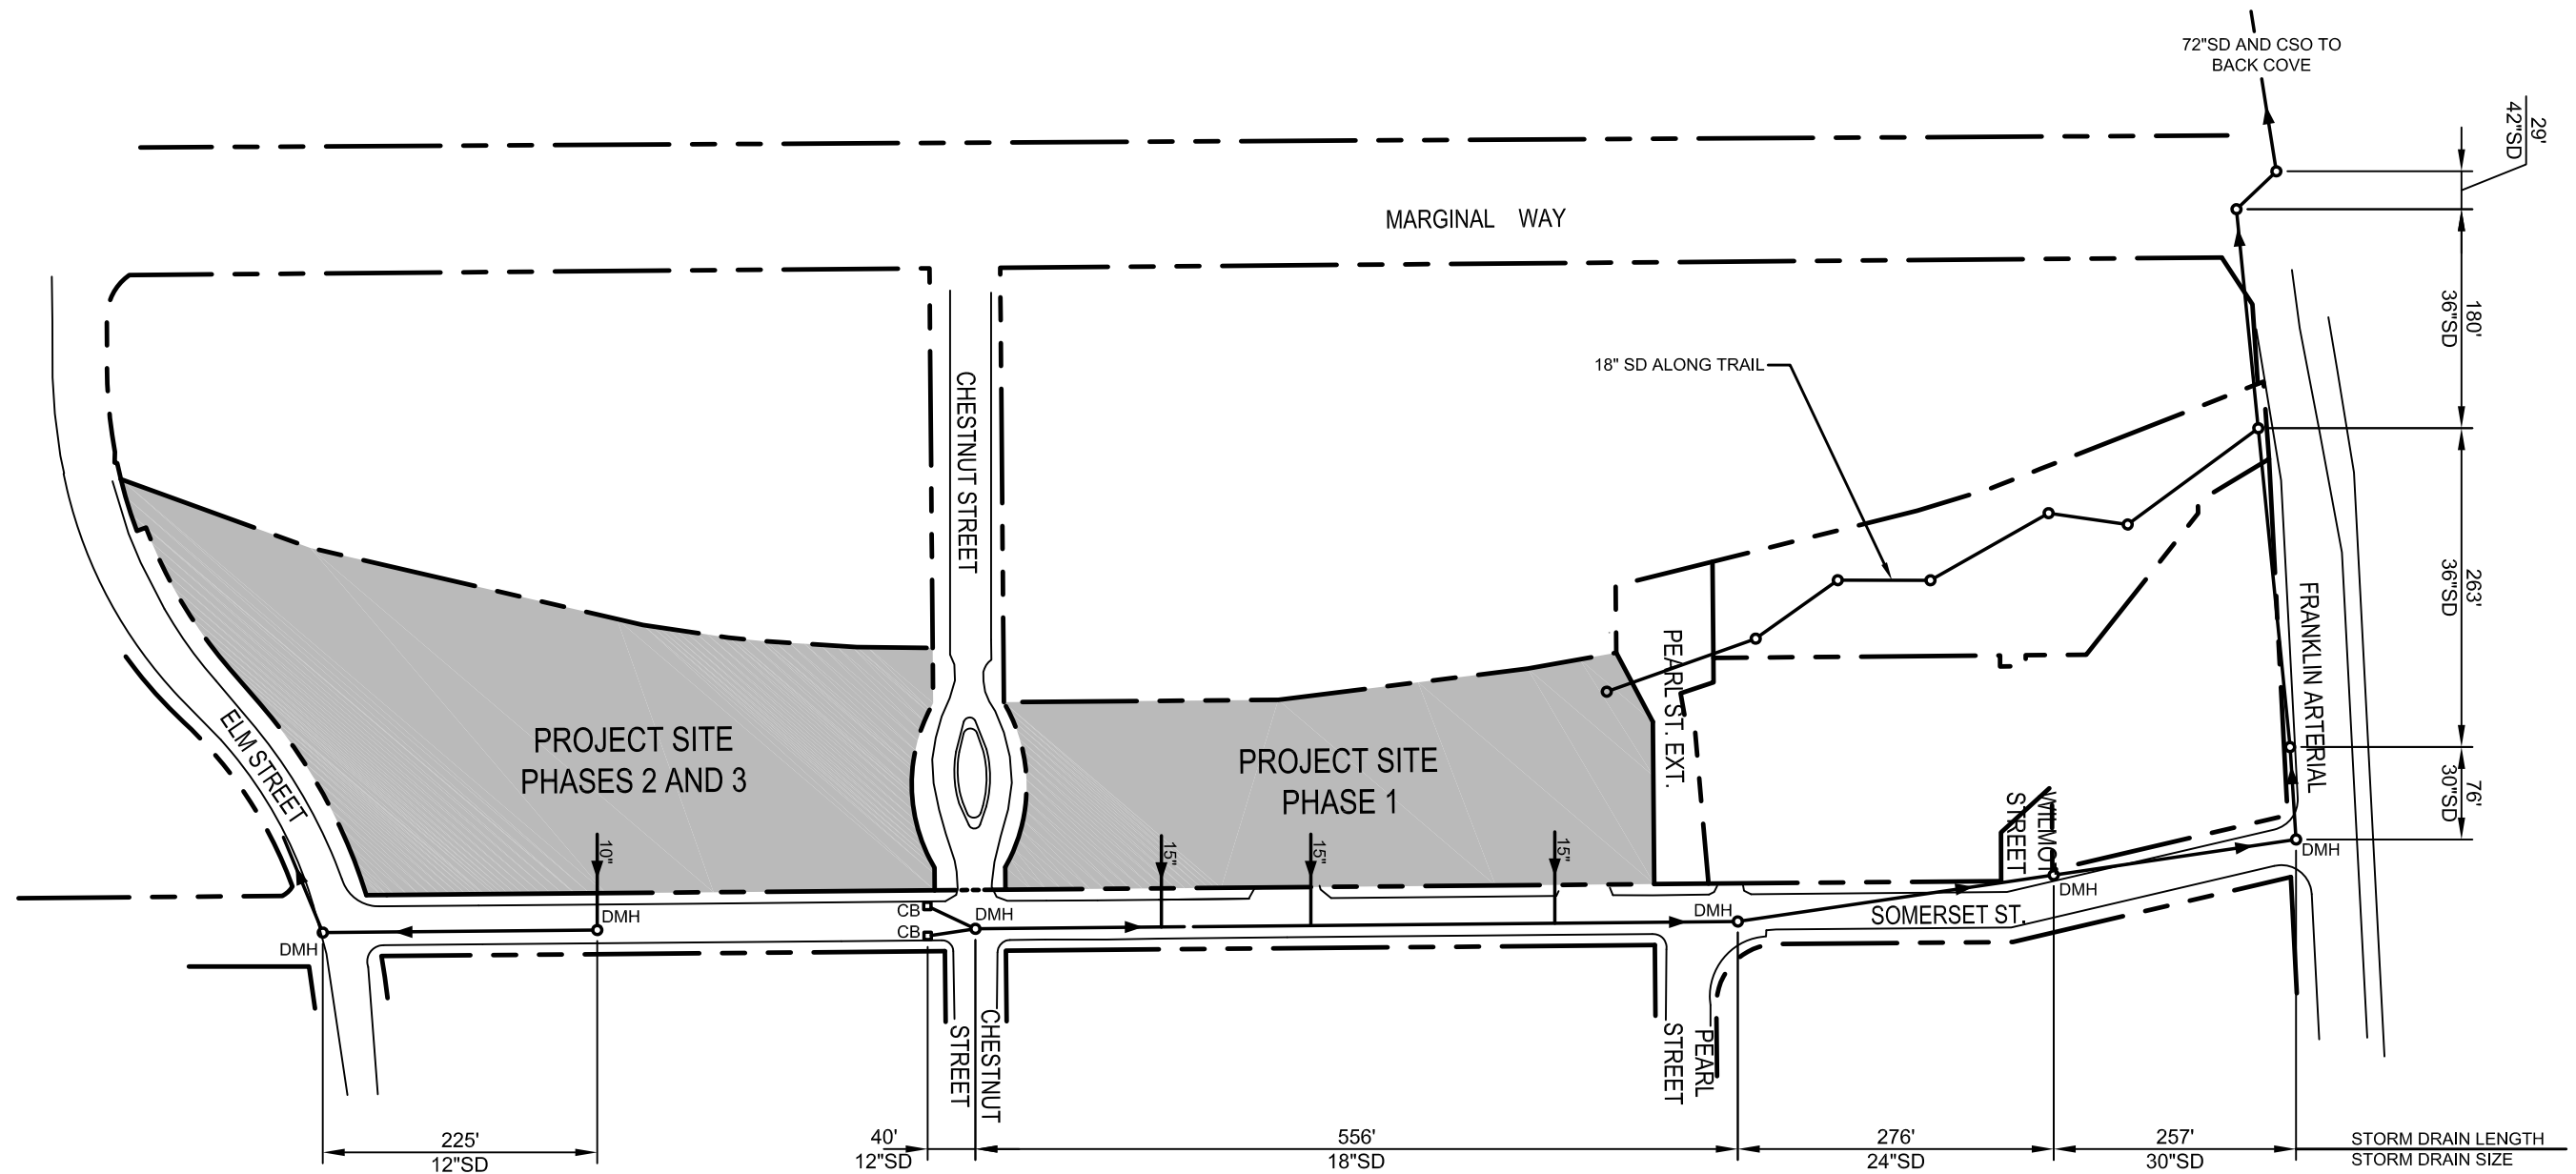 72"SD AND CSO TO
BACK COVE
29'
42"SD
MARGINAL WAY
180'
36"SD
18" SD ALONG TRAIL
CHESTNUT STREET
263'
36"SD
FRANKLIN ARTERIAL
PEARL ST. EXT.
ELM STREET
PROJECT SITE
PHASES 2 AND 3
PROJECT SITE
PHASE 1
76'
30"SD
WILMOT
STREET
10"
15"
15"
15"
DMH
DMH
CB
CB
DMH
DMH
DMH
DMH
SOMERSET ST.
CHESTNUT
STREET
PEARL
STREET
225'
12"SD
40'
12"SD
556'
18"SD
276'
24"SD
257'
30"SD
STORM DRAIN LENGTH
STORM DRAIN SIZE